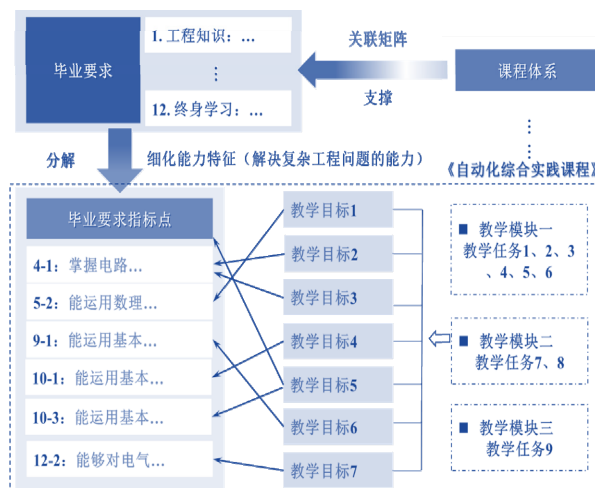 毕业要求
1. 工程知识：...
⋮
12. 终身学习：...
关联矩阵
支撑
课程体系
⋮
分解
细化能力特征（解决复杂工程问题的能力）
《自动化综合实践课程》
毕业要求指标点
4-1：掌握电路...
5-2：能运用数理...
9-1：能运用基本...
10-1：能运用基本...
10-3：能运用基本...
12-2：能够对电气...
教学目标1
教学目标2
教学目标3
教学目标4
教学目标5
教学目标6
教学目标7
■ 教学模块一
教学任务1、2、3
、4、5、6
■ 教学模块二
教学任务7、8
■ 教学模块三
教学任务9